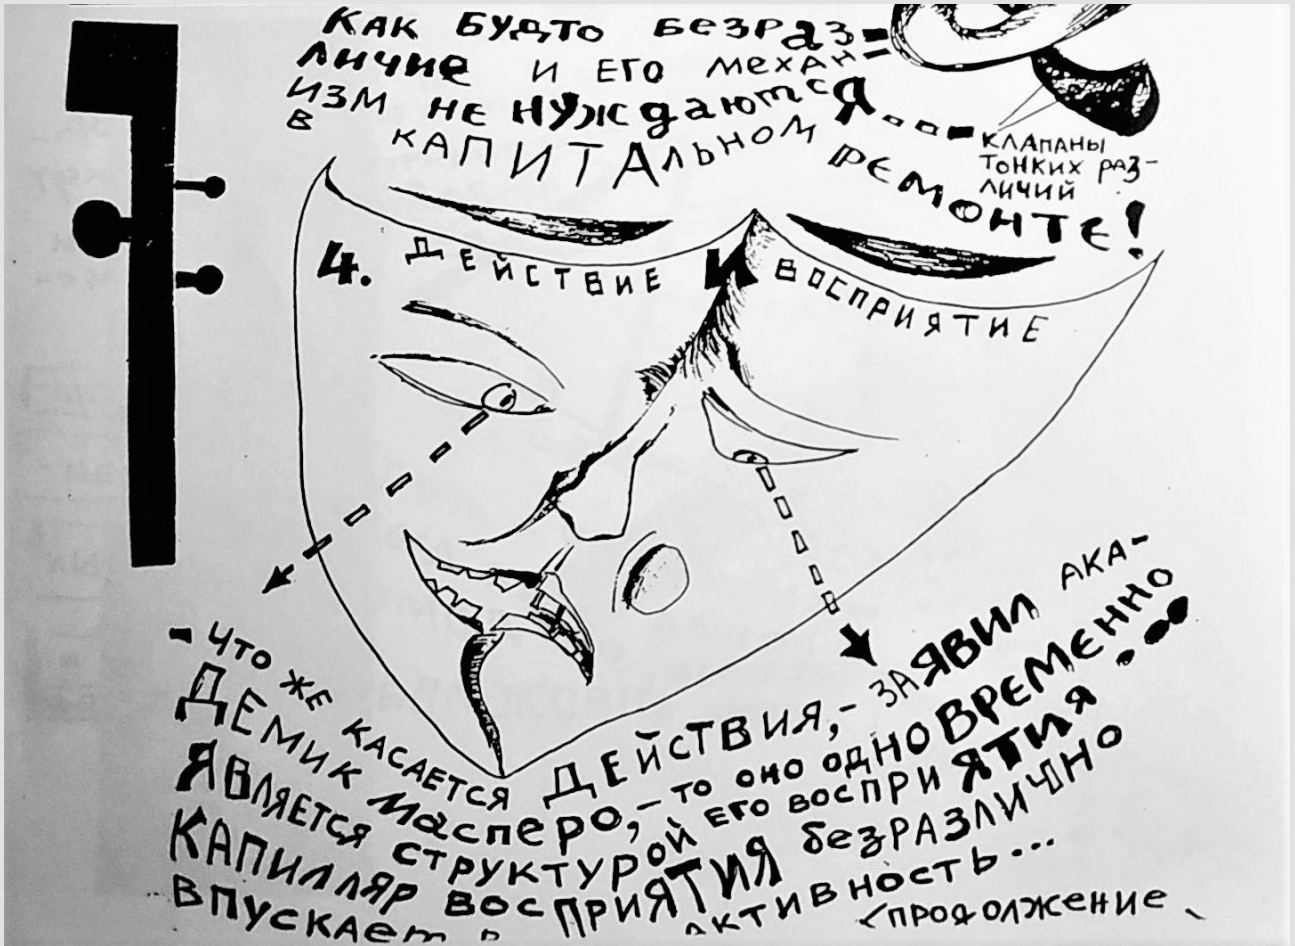 Как будто безраз=
личие и его механ=
изм не нуждаются...
в капитальном ремонте!
клапаны
тонких раз-
личий
4. Действие и восприятие
- Что же касается действия,- заявил ака-
демик Масперо,- то оно одновременно
является структурой его восприятия...
капилляр восприятия безразлично
впускает активность...
(продолжение